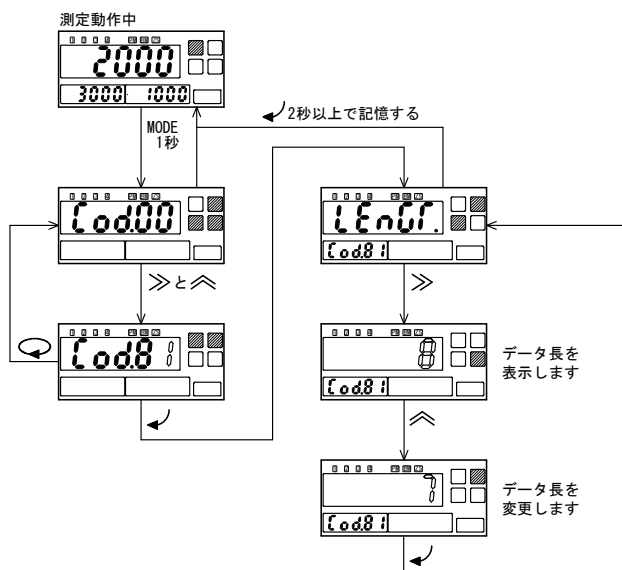 測定動作中
2000
3000 1000
MODE
1秒
2秒以上で記憶する
Cod.00
LEnGT.
Cod.81
≫と︽
≫
Cod.81
8
Cod.81
データ長を
表示します
︽
7
Cod.81
データ長を
変更します